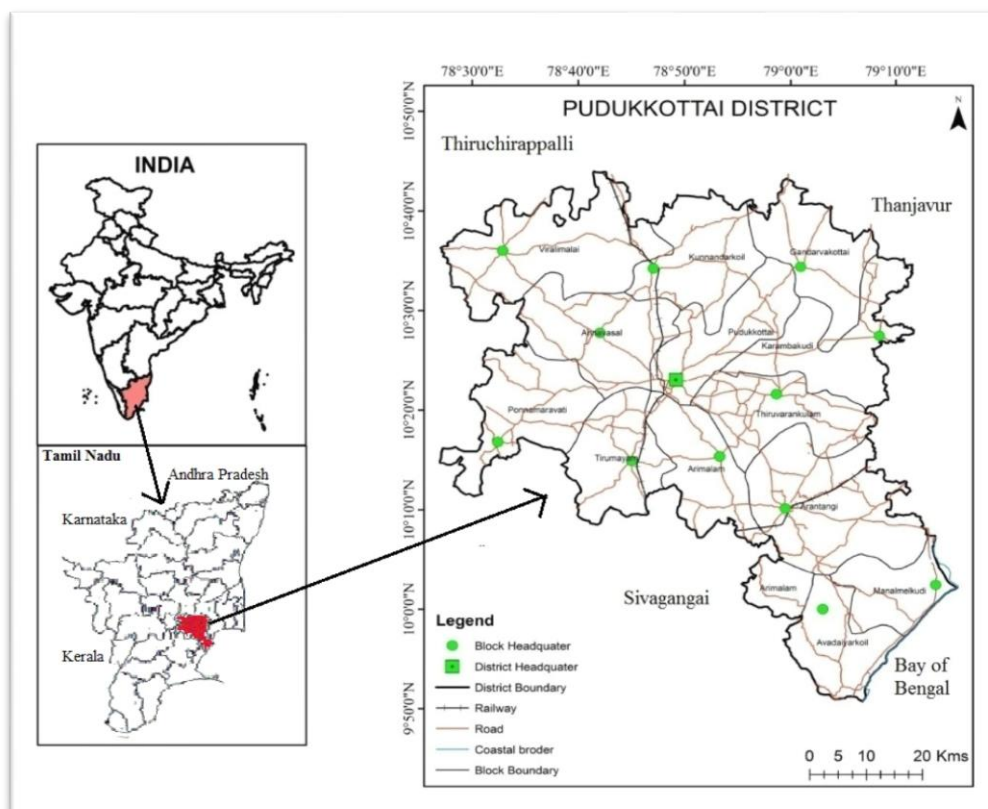 INDIA
Tamil Nadu
Andhra Pradesh
Karnataka
Kerala
78°30'0"E 78°40'0"E 78°50'0"E 79°0'0"E 79°10'0"E
10°50'0"N
10°40'0"N
10°30'0"N
10°20'0"N
10°10'0"N
10°0'0"N
9°50'0"N
PUDUKKOTTAI DISTRICT
N
Thiruchirappalli
Thanjavur
Viralimalai
Kunnandarkoil
Gandarvakottai
Pudukkottai
Karambakudi
Ponnamaravati
Thiruvarankulam
Tirumayam
Arimalam
Arantangi
Arimalam
Manalmelkudi
Avadaiyarkoil
Sivagangai
Bay of
Bengal
Legend
Block Headquater
District Headquater
District Boundary
Railway
Road
Coastal broder
Block Boundary
0 5 10 20 Kms